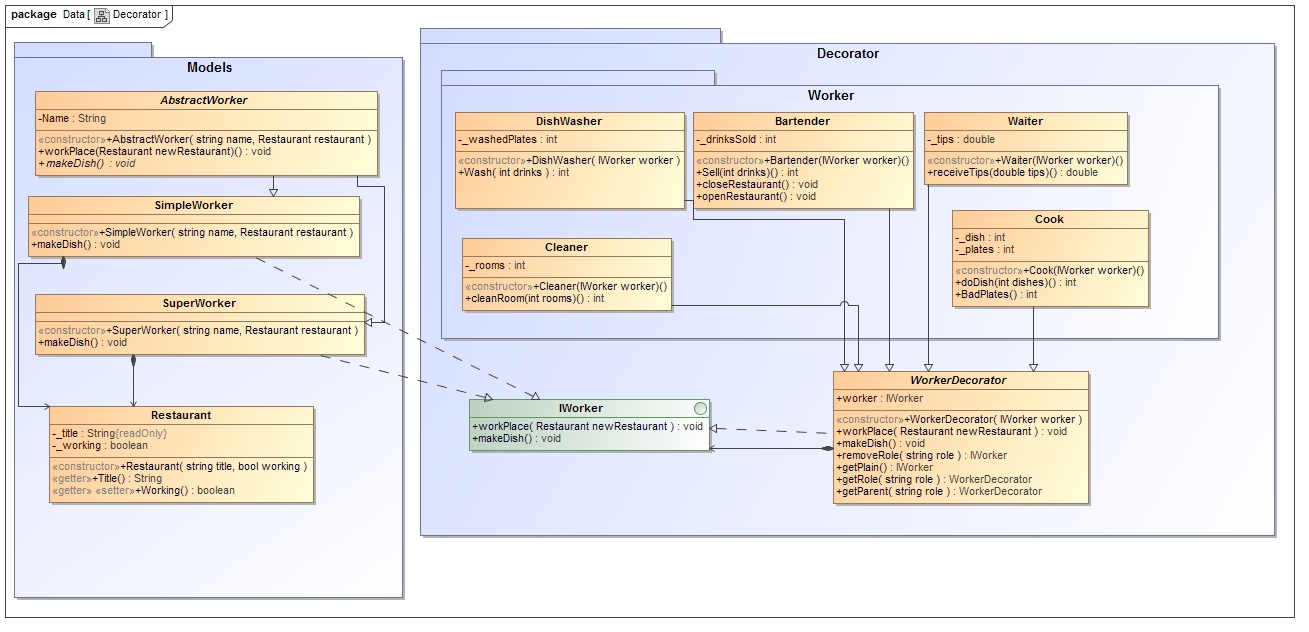 package Data [ Decorator ]
Models
AbstractWorker
-Name : String
«constructor»+AbstractWorker( string name, Restaurant restaurant )
+workPlace(Restaurant newRestaurant)() : void
+makeDish() : void
SimpleWorker
«constructor»+SimpleWorker( string name, Restaurant restaurant )
+makeDish() : void
SuperWorker
«constructor»+SuperWorker( string name, Restaurant restaurant )
+makeDish() : void
Restaurant
-_title : String{readOnly}
-_working : boolean
«constructor»+Restaurant( string title, bool working )
«getter»+Title() : String
«getter» «setter»+Working() : boolean
Decorator
Worker
DishWasher
-_washedPlates : int
«constructor»+DishWasher( IWorker worker )
+Wash( int drinks ) : int
Bartender
-_drinksSold : int
«constructor»+Bartender(IWorker worker)()
+Sell(int drinks)() : int
+closeRestaurant() : void
+openRestaurant() : void
Waiter
-_tips : double
«constructor»+Waiter(IWorker worker)()
+receiveTips(double tips)() : double
Cleaner
-_rooms : int
«constructor»+Cleaner(IWorker worker)()
+cleanRoom(int rooms)() : int
Cook
-_dish : int
-_plates : int
«constructor»+Cook(IWorker worker)()
+doDish(int dishes)() : int
+BadPlates() : int
IWorker
+workPlace( Restaurant newRestaurant ) : void
+makeDish() : void
WorkerDecorator
+worker : IWorker
«constructor»+WorkerDecorator( IWorker worker )
+workPlace( Restaurant newRestaurant ) : void
+makeDish() : void
+removeRole( string role ) : IWorker
+getPlain() : IWorker
+getRole( string role ) : WorkerDecorator
+getParent( string role ) : WorkerDecorator